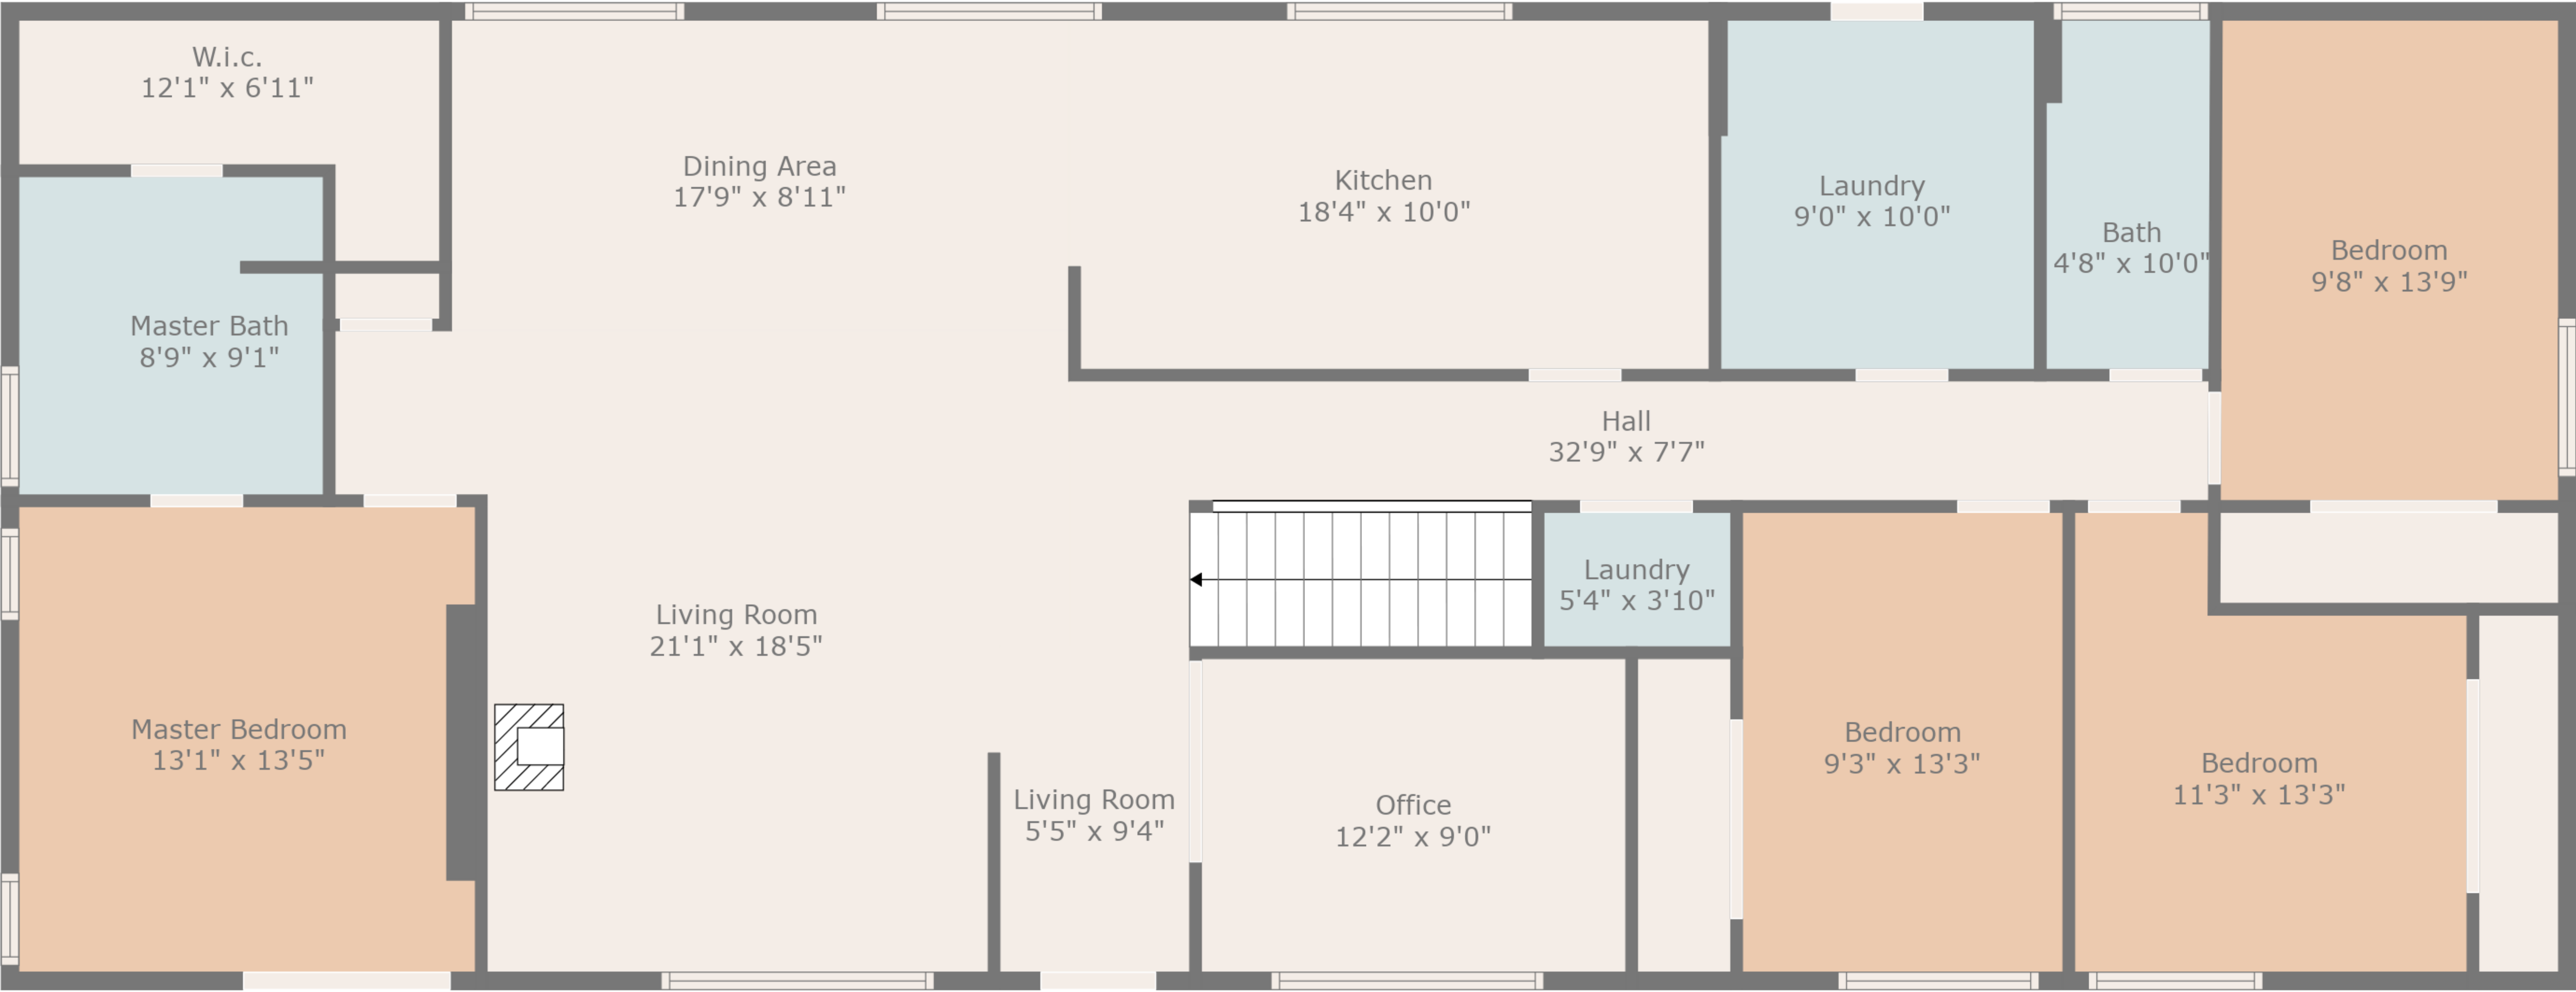 W.i.c.
12'1" x 6'11"
Dining Area
17'9" x 8'11"
Kitchen
18'4" x 10'0"
Laundry
9'0" x 10'0"
Bath
4'8" x 10'0"
Bedroom
9'8" x 13'9"
Master Bath
8'9" x 9'1"
Hall
32'9" x 7'7"
Living Room
21'1" x 18'5"
Laundry
5'4" x 3'10"
Master Bedroom
13'1" x 13'5"
Living Room
5'5" x 9'4"
Office
12'2" x 9'0"
Bedroom
9'3" x 13'3"
Bedroom
11'3" x 13'3"